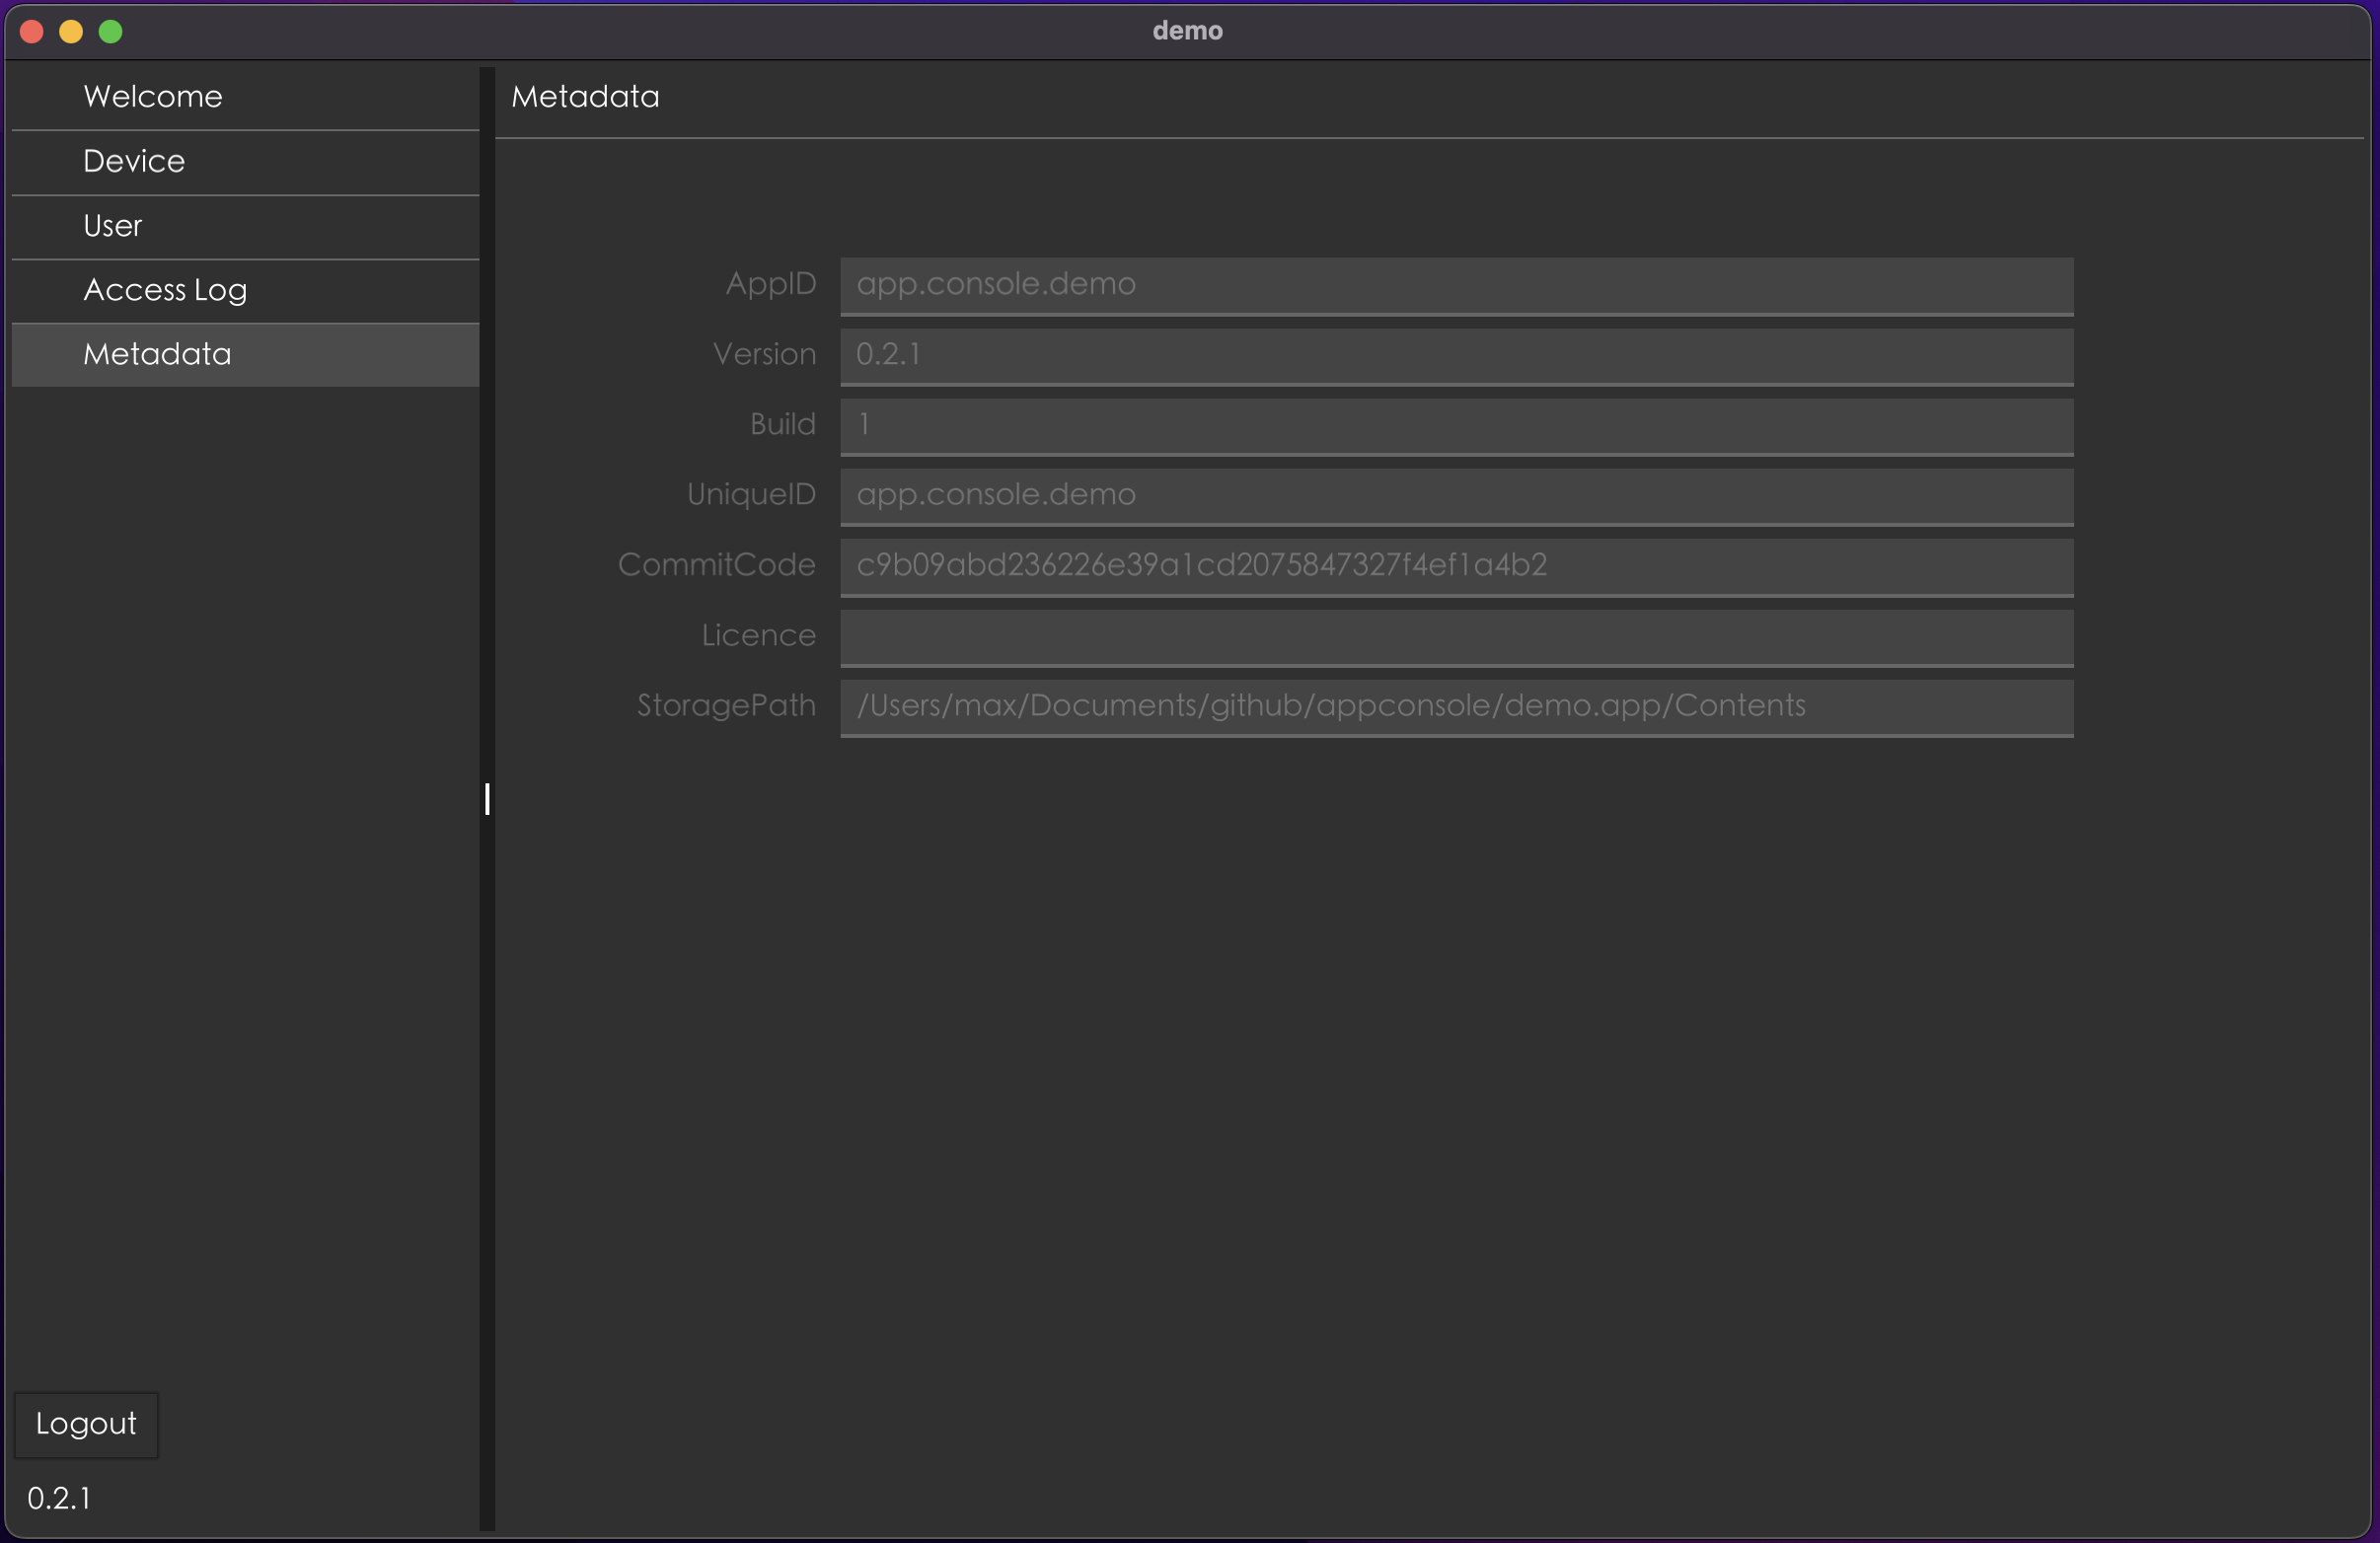 demo
Welcome
Device
User
Access Log
Metadata
Logout
0.2.1
Metadata
AppID app.console.demo
Version 0.2.1
Build 1
UniqueID app.console.demo
CommitCode c9b09abd236226e39a1cd2075847327f4ef1a4b2
Licence
StoragePath /Users/max/Documents/github/appconsole/demo.app/Contents